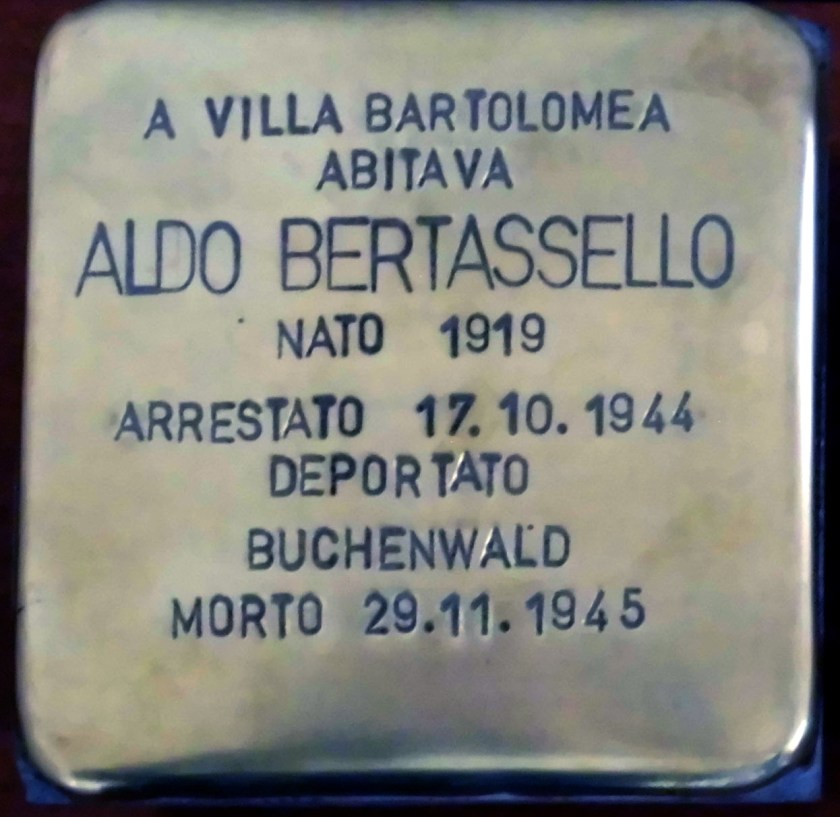 A VILLA BARTOLOMEA
ABITAVA
ALDO BERTASSELLO
NATO 1919
ARRESTATO 17.10.1944
DEPORTATO
BUCHENWALD
MORTO 29.11.1945